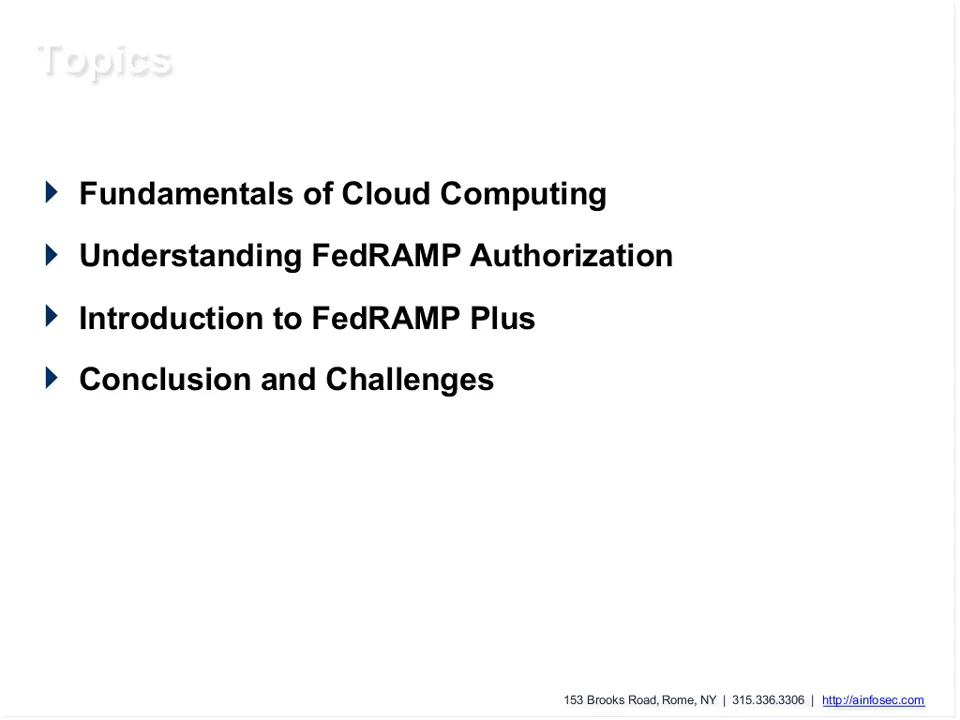 Topics
Fundamentals of Cloud Computing
Understanding FedRAMP Authorization
Introduction to FedRAMP Plus
Conclusion and Challenges
153 Brooks Road, Rome, NY | 315.336.3306 | http://ainfosec.com